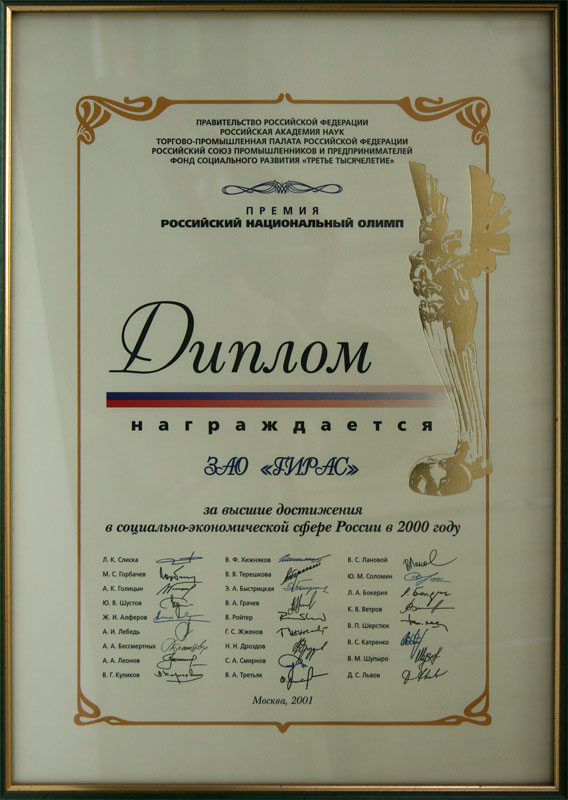 ПРАВИТЕЛЬСТВО РОССИЙСКОЙ ФЕДЕРАЦИИ
РОССИЙСКАЯ АКАДЕМИЯ НАУК
ТОРГОВО-ПРОМЫШЛЕННАЯ ПАЛАТА РОССИЙСКОЙ ФЕДЕРАЦИИ
РОССИЙСКИЙ СОЮЗ ПРОМЫШЛЕННИКОВ И ПРЕДПРИНИМАТЕЛЕЙ
ФОНД СОЦИАЛЬНОГО РАЗВИТИЯ «ТРЕТЬЕ ТЫСЯЧЕЛЕТИЕ»
ПРЕМИЯ
РОССИЙСКИЙ НАЦИОНАЛЬНЫЙ ОЛИМП
Диплом
награждается
ЗАО «ГИРАС»
за высшие достижения
в социально-экономической сфере России в 2000 году
Л. К. Слиска
М. С. Горбачев
А. К. Голицын
Ю. В. Шустов
Ж. И. Алферов
А. И. Лебедь
А. А. Бессмертных
А. А. Леонов
В. Г. Куликов
В. Ф. Хижняков
В. В. Терешкова
Э. А. Быстрицкая
В. А. Грачев
В. Ройтер
Г. С. Жженов
Н. Н. Дроздов
С. А. Смирнов
В. А. Третьяк
В. С. Лановой
Ю. М. Соломин
Л. А. Бокерия
К. В. Ветров
В. П. Шерстюк
В. С. Катренко
В. М. Шупыро
Д. С. Львов
Москва, 2001